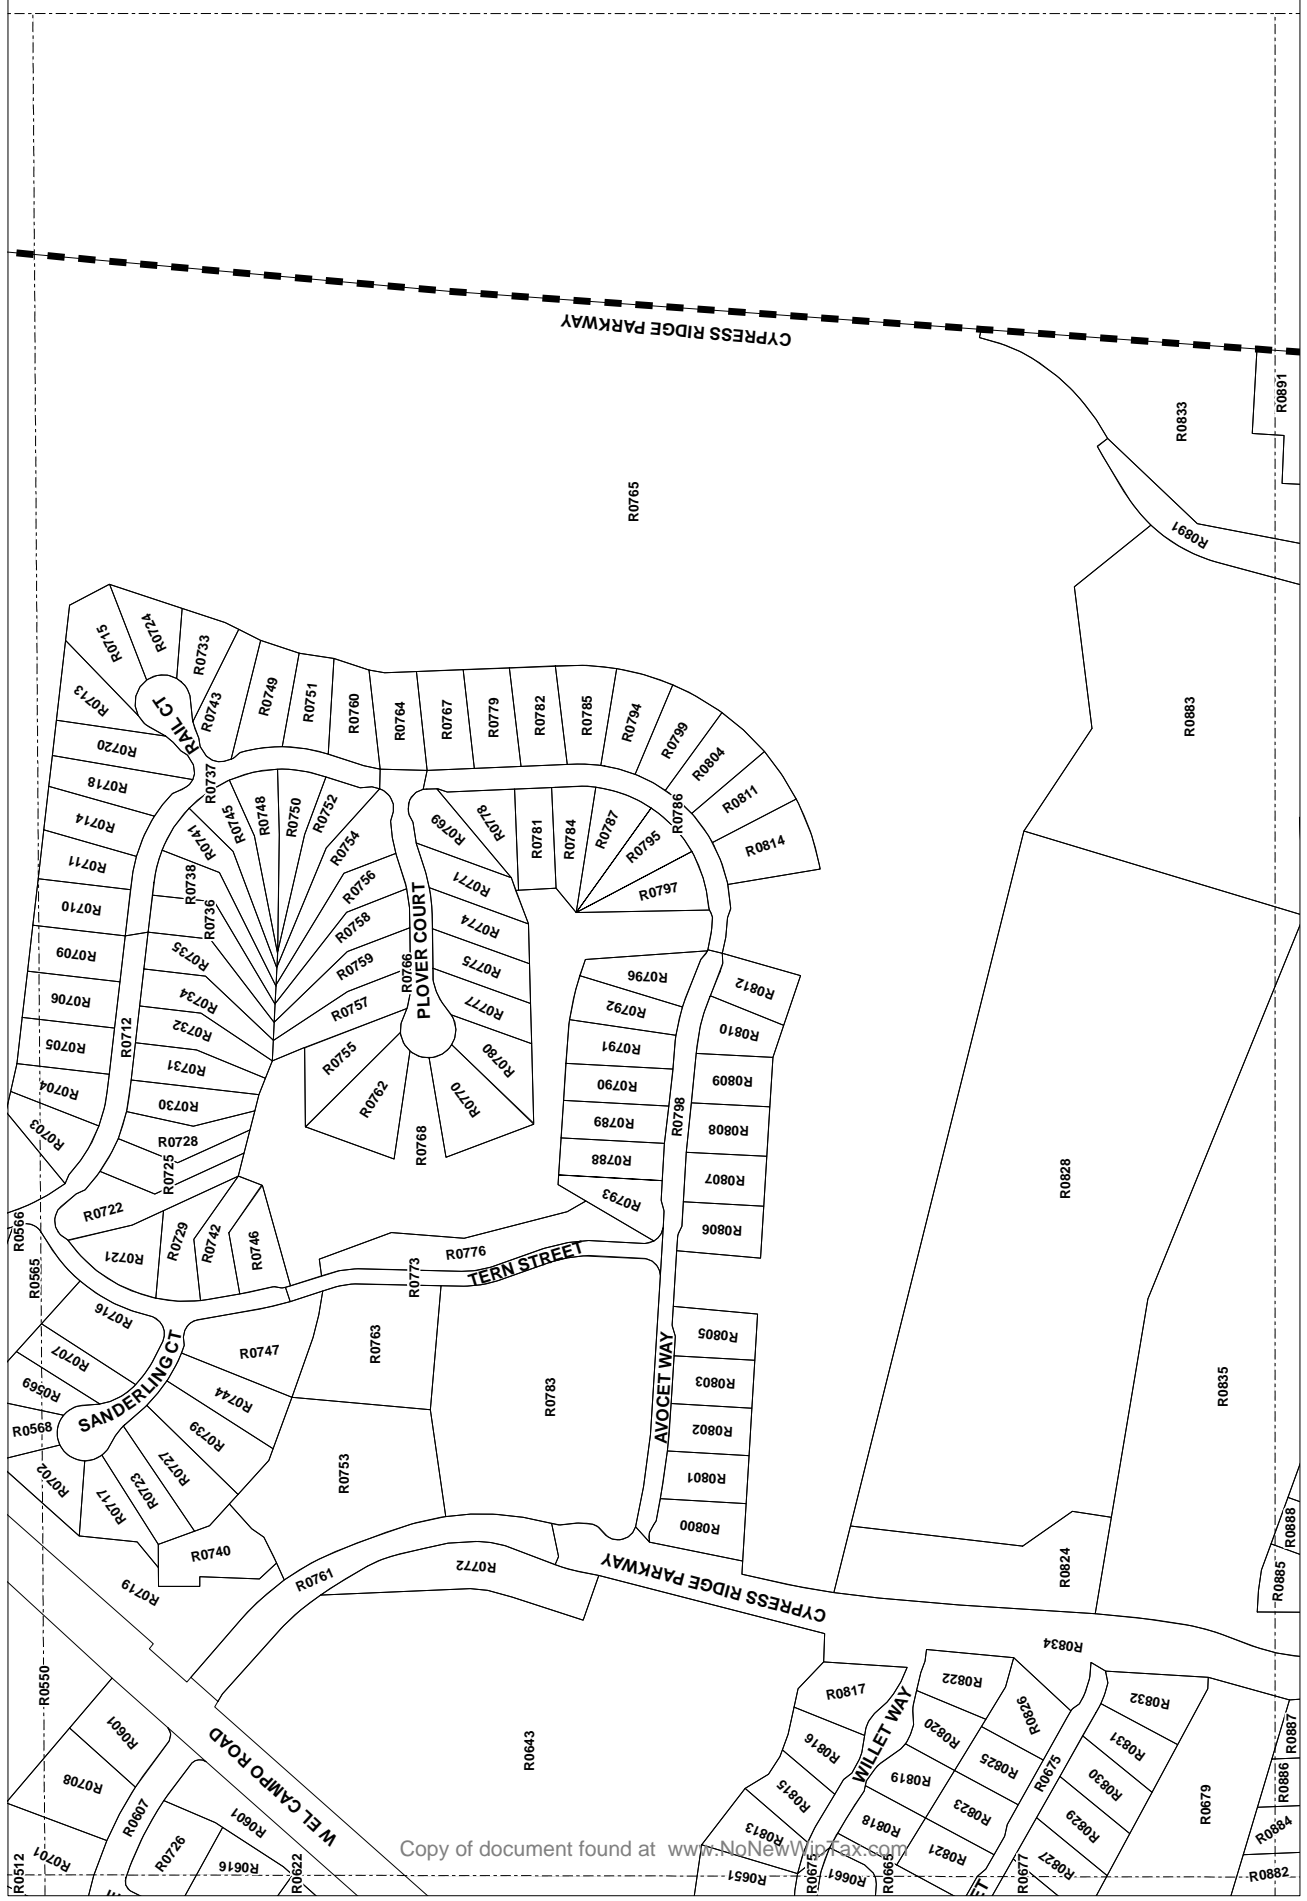 CYPRESS RIDGE PARKWAY
R0891
R0833
R0765
R0891
R0883
R0715
R0724
R0733
R0713
RAIL CT
R0743
R0749
R0751
R0760
R0764
R0767
R0779
R0782
R0785
R0794
R0799
R0804
R0811
R0814
R0720
R0718
R0737
R0714
R0711
R0710
R0709
R0706
R0705
R0704
R0703
R0712
R0741
R0745
R0748
R0750
R0752
R0754
R0756
R0758
R0759
R0757
R0755
R0762
R0738
R0736
R0735
R0734
R0732
R0731
R0730
R0728
R0725
R0722
R0769
R0778
R0781
R0784
R0787
R0795
R0797
R0786
R0771
R0774
R0775
R0777
R0780
R0770
R0768
R0766
PLOVER COURT
R0796
R0792
R0791
R0790
R0789
R0788
R0793
R0798
R0812
R0810
R0809
R0808
R0807
R0806
R0828
R0835
R0566
R0565
R0721
R0729
R0742
R0746
R0776
R0773
TERN STREET
R0716
R0707
R0569
R0568
R0702
R0717
R0723
R0727
R0739
R0744
R0747
SANDERLING CT
R0763
R0783
R0753
AVOCET WAY
R0805
R0803
R0802
R0801
R0800
R0740
R0719
R0761
R0772
CYPRESS RIDGE PARKWAY
R0824
R0888
R0885
R0834
R0550
R0601
R0708
R0607
R0701
R0512
R0726
R0601
R0616
R0622
W EL CAMPO ROAD
R0643
R0817
R0816
R0815
R0813
R0651
WILLET WAY
R0675
R0661
R0665
R0822
R0820
R0819
R0818
R0826
R0825
R0823
R0821
R0675
R0677
R0832
R0831
R0830
R0829
R0827
R0679
R0887
R0886
R0884
R0882
ET
Copy of document found at www.NoNewWipTax.com